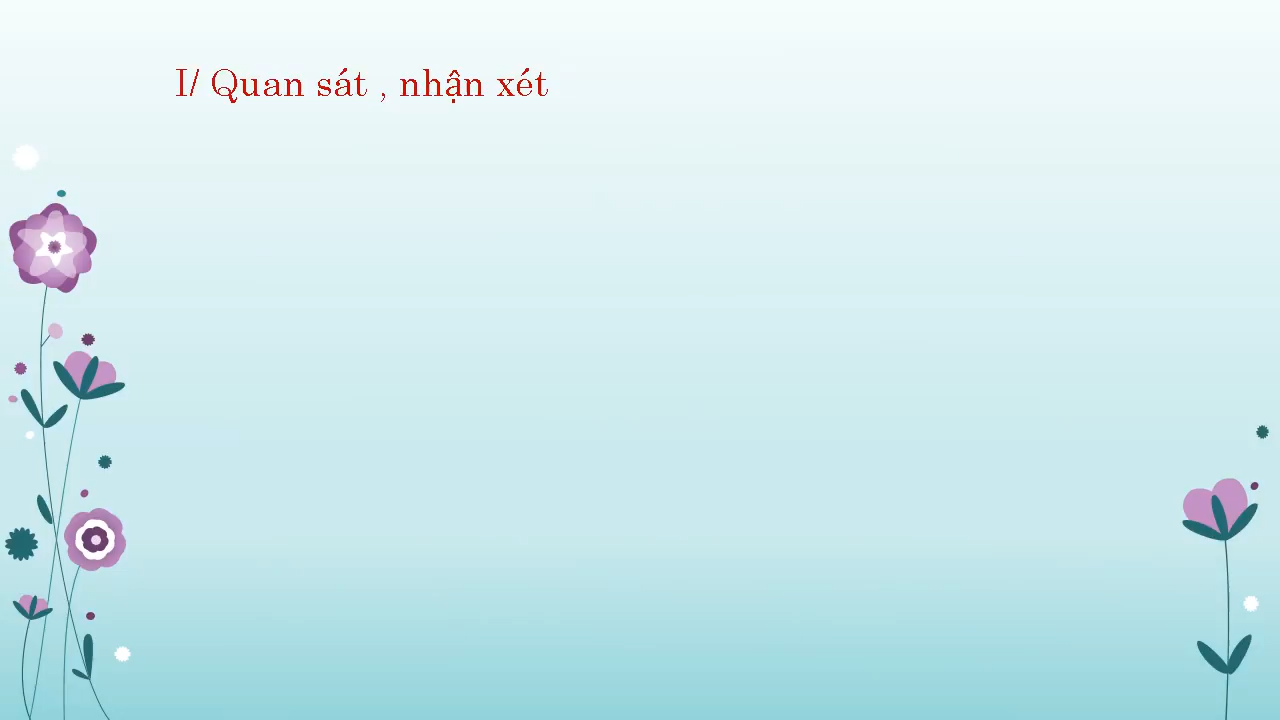 I/ Quan sát , nhận xét